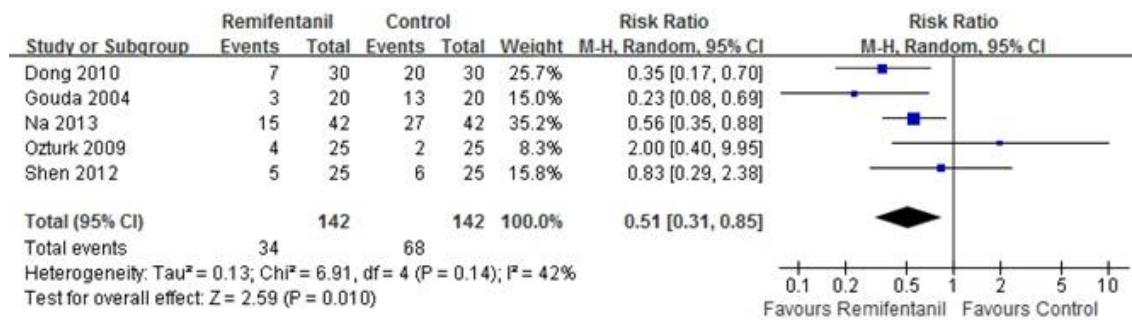 Remifentanil Control Risk Ratio Risk Ratio
Study or Subgroup Events Total Events Total Weight M-H, Random, 95% CI M-H, Random, 95% CI
Dong 2010 7 30 20 30 25.7% 0.35 [0.17, 0.70]
Gouda 2004 3 20 13 20 15.0% 0.23 [0.08, 0.69]
Na 2013 15 42 27 42 35.2% 0.56 [0.35, 0.88]
Ozturk 2009 4 25 2 25 8.3% 2.00 [0.40, 9.95]
Shen 2012 5 25 6 25 15.8% 0.83 [0.29, 2.38]
Total (95% CI) 142 142 100.0% 0.51 [0.31, 0.85]
Total events 34 68
Heterogeneity: Tau² = 0.13; Chi² = 6.91, df = 4 (P = 0.14); I² = 42%
Test for overall effect: Z = 2.59 (P = 0.010)
0.1 0.2 0.5 1 2 5 10
Favours Remifentanil Favours Control